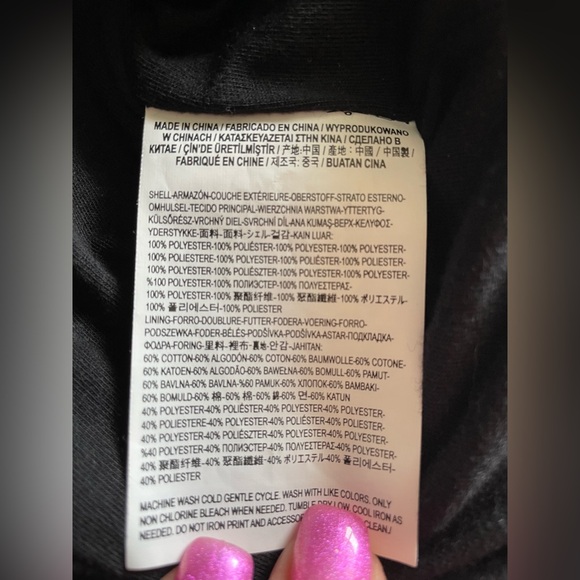 MADE IN CHINA / FABRICADO EN CHINA / WYPRODUKOWANO
W CHINACH / ΚΑΤΑΣΚΕΥΑΖΕΤΑΙ ΣΤΗΝ ΚΙΝΑ / СДЕЛАНО В
КИТАЕ / ÇİN'DE ÜRETİLMİŞTİR / 产地:中国 / 產地:中國 / 中国製 /
FABRIQUÉ EN CHINE / 제조국: 중국 / BUATAN CINA
SHELL-ARMAZÓN-COUCHE EXTÉRIEURE-OBERSTOFF-STRATO ESTERNO-
OMHULSEL-TECIDO PRINCIPAL-WIERZCHNIA WARSTWA-YTTERTYG-
KÜLSŐRÉSZ-VRCHNÝ DIEL-SVRCHNÍ DÍL-ANA KUMAŞ-ВЕРХ-ΚΕΛΥΦΟΣ-
YDERSTYKKE-面料-面料-シェル-겉감-KAIN LUAR:
100% POLYESTER-100% POLIÉSTER-100% POLYESTER-100% POLYESTER-
100% POLIESTERE-100% POLYESTER-100% POLIÉSTER-100% POLIESTER-
100% POLYESTER-100% POLIÉSZTER-100% POLYESTER-100% POLYESTER-
%100 POLYESTER-100% ПОЛИЭСТЕР-100% ΠΟΛΥΕΣΤΕΡΑΣ-
100% POLYESTER-100% 聚酯纤维-100% 聚酯纖維-100% ポリエステル-
100% 폴리에스터-100% POLIESTER
LINING-FORRO-DOUBLURE-FUTTER-FODERA-VOERING-FORRO-
PODSZEWKA-FODER-BÉLÉS-PODŠÍVKA-PODŠÍVKA-ASTAR-ПОДКЛАДКА-
ΦΟΔΡΑ-FORING-里料-裡布-裏地-안감-JAHITAN:
60% COTTON-60% ALGODÓN-60% COTON-60% BAUMWOLLE-60% COTONE-
60% KATOEN-60% ALGODÃO-60% BAWEŁNA-60% BOMULL-60% PAMUT-
60% BAVLNA-60% BAVLNA-%60 PAMUK-60% ХЛОПОК-60% ΒΑΜΒΑΚΙ-
60% BOMULD-60% 棉-60% 棉-60% 綿-60% 면-60% KATUN
40% POLYESTER-40% POLIÉSTER-40% POLYESTER-40% POLYESTER-
40% POLIESTERE-40% POLYESTER-40% POLIÉSTER-40% POLIESTER-
40% POLYESTER-40% POLIÉSZTER-40% POLYESTER-40% POLYESTER-
%40 POLYESTER-40% ПОЛИЭСТЕР-40% ΠΟΛΥΕΣΤΕΡΑΣ-40% POLYESTER-
40% 聚酯纤维-40% 聚酯纖維-40% ポリエステル-40% 폴리에스터-
40% POLIESTER
MACHINE WASH COLD GENTLE CYCLE. WASH WITH LIKE COLORS. ONLY
NON CHLORINE BLEACH WHEN NEEDED. TUMBLE DRY LOW. COOL IRON AS
NEEDED. DO NOT IRON PRINT AND ACCESSOR CLEAN./